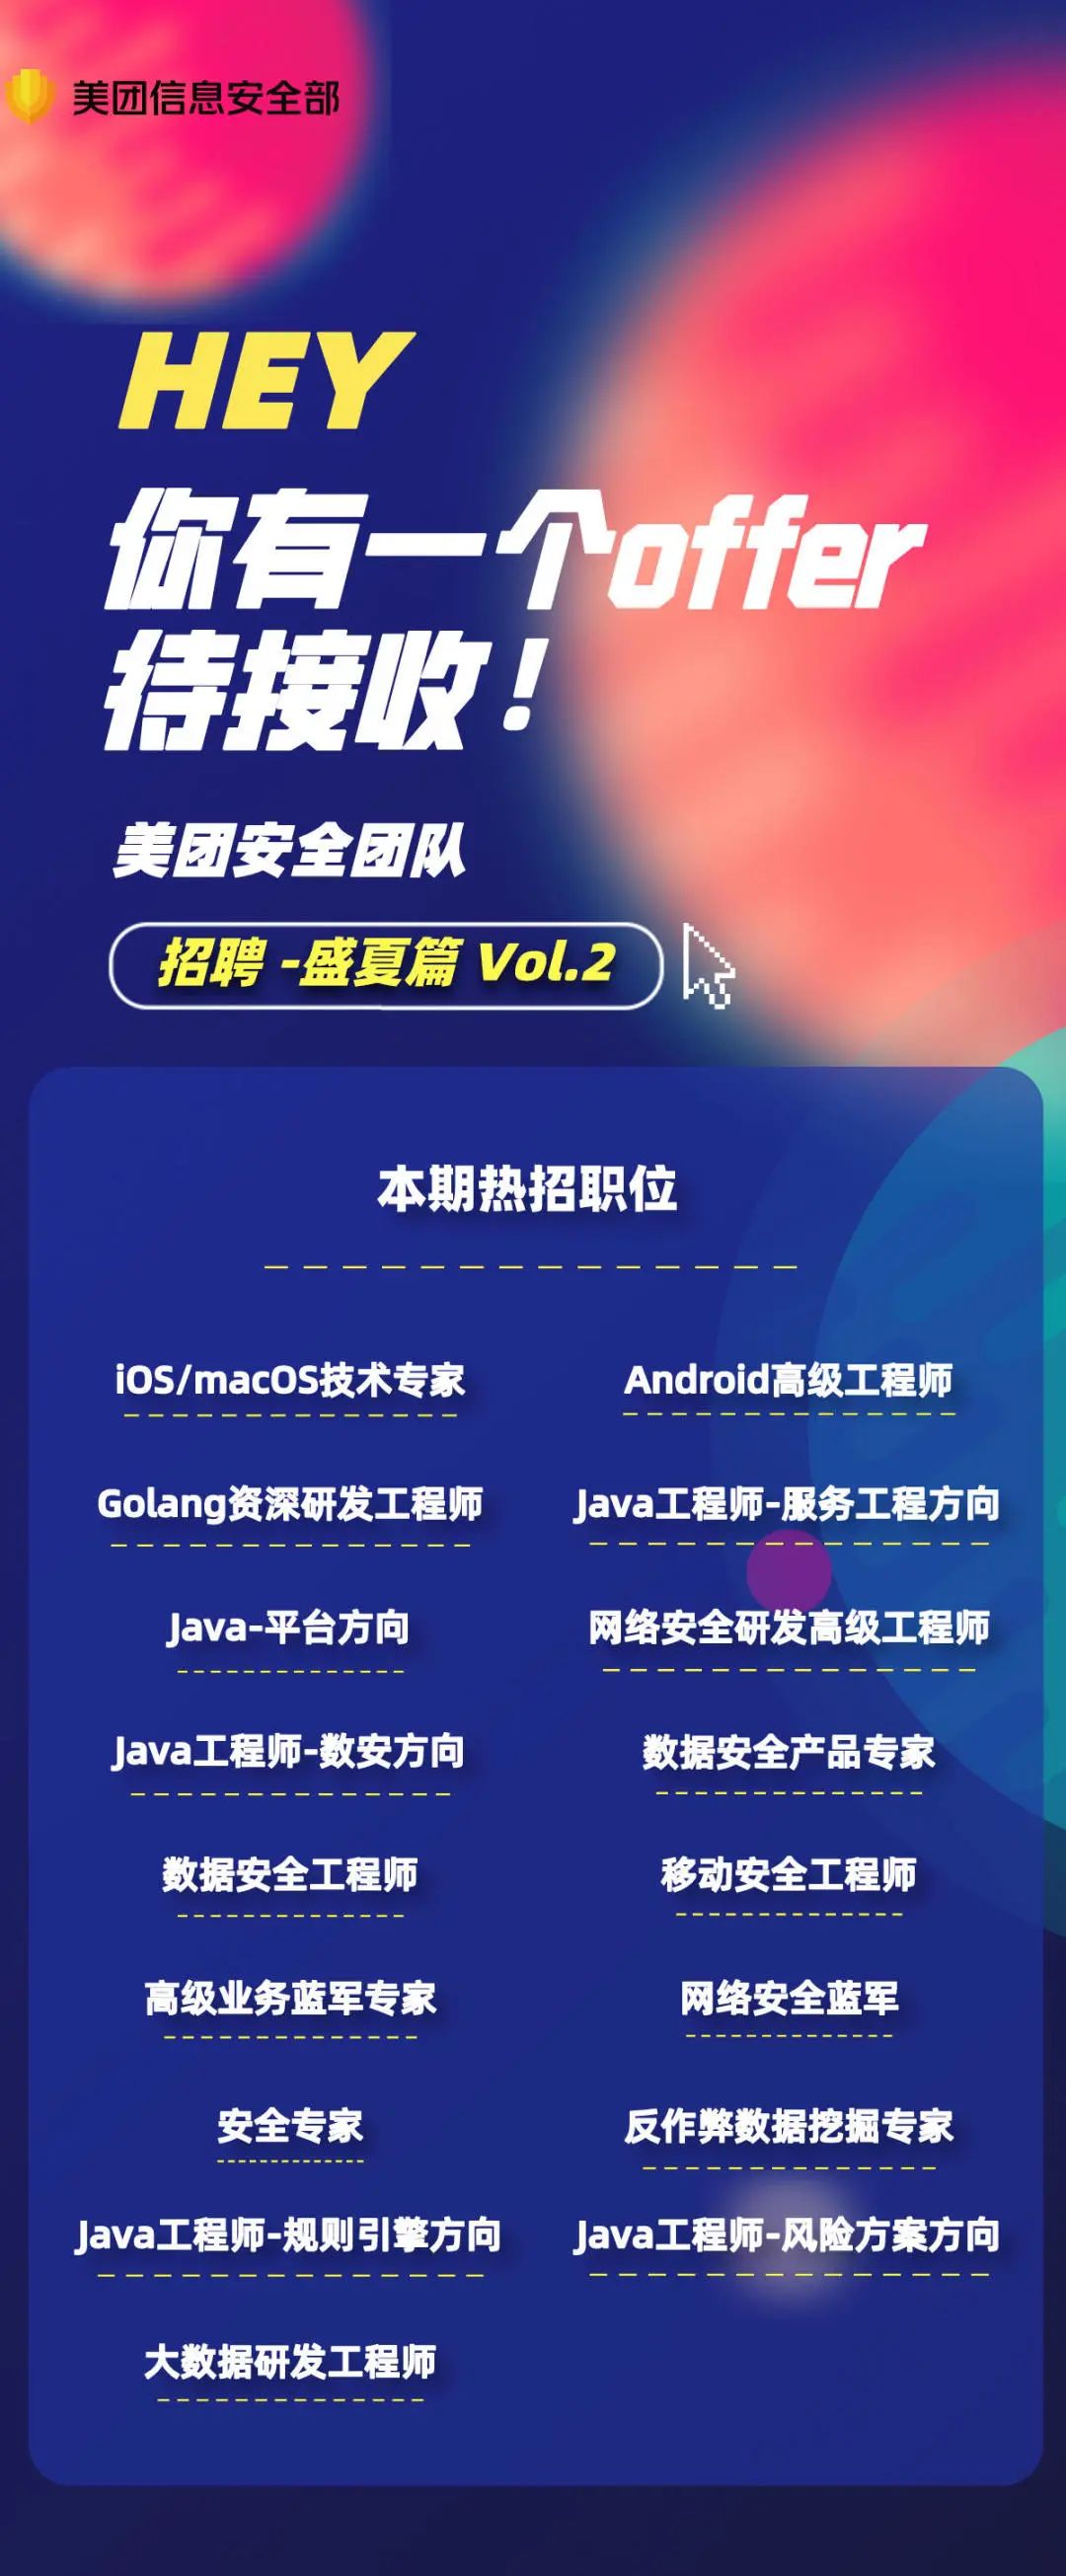 美团信息安全部
HEY
你有一个offer
待接收!
美团安全团队
招聘 -盛夏篇 Vol.2
本期热招职位
iOS/macOS技术专家
Android高级工程师
Golang资深研发工程师
Java工程师-服务工程方向
Java-平台方向
网络安全研发高级工程师
Java工程师-数安方向
数据安全产品专家
数据安全工程师
移动安全工程师
高级业务蓝军专家
网络安全蓝军
安全专家
反作弊数据挖掘专家
Java工程师-规则引擎方向
Java工程师-风险方案方向
大数据研发工程师